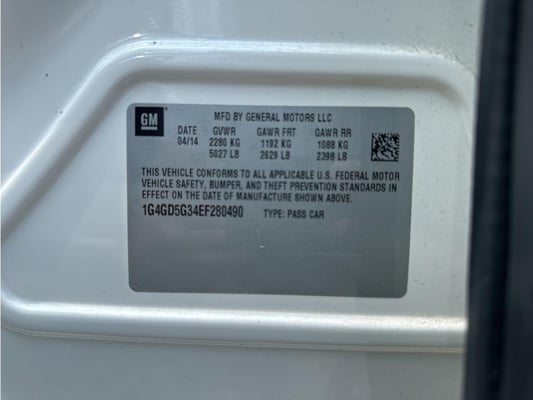 GM
MFD BY GENERAL MOTORS LLC
DATE GVWR GAWR FRT GAWR RR
04/14 2280 KG 1192 KG 1088 KG
5027 LB 2629 LB 2398 LB
THIS VEHICLE CONFORMS TO ALL APPLICABLE U.S. FEDERAL MOTOR
VEHICLE SAFETY, BUMPER, AND THEFT PREVENTION STANDARDS IN
EFFECT ON THE DATE OF MANUFACTURE SHOWN ABOVE.
1G4GD5G34EF280490 TYPE: PASS CAR